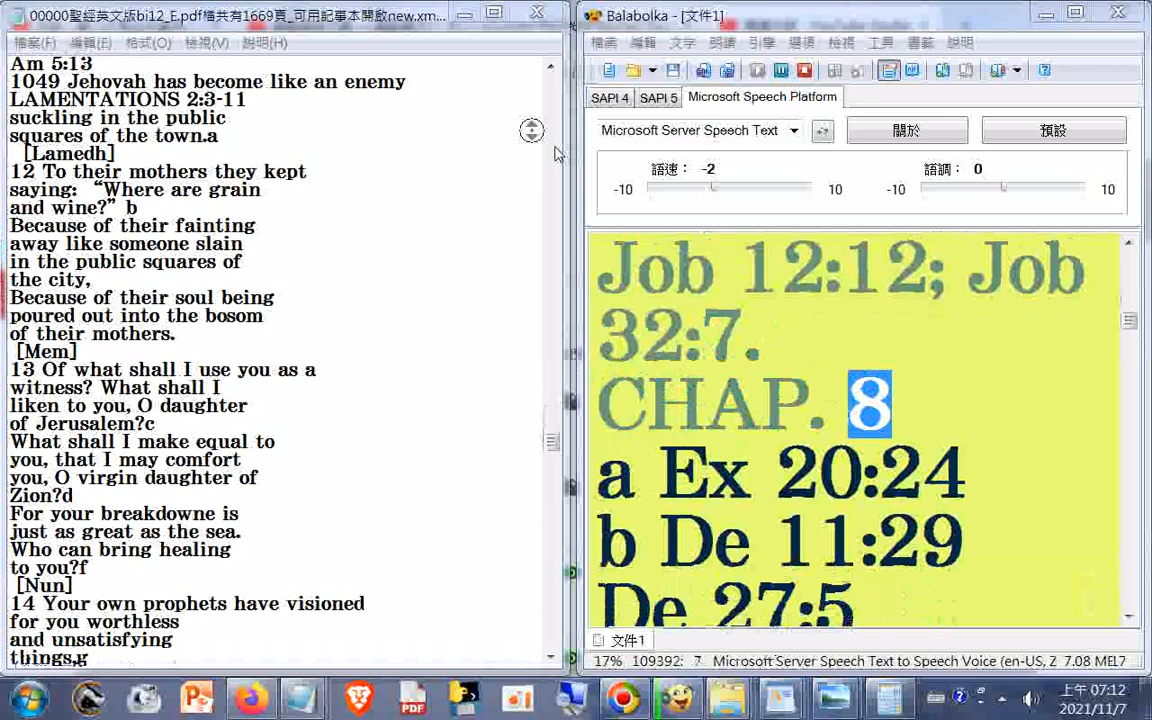 00000聖經英文版bi12_E.pdf檔共有1669頁_可用記事本開啟new.xm...
檔案(F) 編輯(E) 格式(O) 檢視(V) 說明(H)
Am 5:13
1049 Jehovah has become like an enemy
LAMENTATIONS 2:3-11
suckling in the public
squares of the town.a
[Lamedh]
12 To their mothers they kept
saying: “Where are grain
and wine?” b
Because of their fainting
away like someone slain
in the public squares of
the city,
Because of their soul being
poured out into the bosom
of their mothers.
[Mem]
13 Of what shall I use you as a
witness? What shall I
liken to you, O daughter
of Jerusalem?c
What shall I make equal to
you, that I may comfort
you, O virgin daughter of
Zion?d
For your breakdowne is
just as great as the sea.
Who can bring healing
to you?f
[Nun]
14 Your own prophets have visioned
for you worthless
and unsatisfying
things,g
Balabolka - [文件1]
檔案 編輯 文字 朗讀 引擎 選項 檢視 工具 書籤 說明
SAPI 4 SAPI 5 Microsoft Speech Platform
Microsoft Server Speech Text 關於 預設
語速： -2 語調： 0
-10 10 -10 10
Job 12:12; Job
32:7.
CHAP. 8
a Ex 20:24
b De 11:29
De 27:5
文件1
17% 109392: 7 Microsoft Server Speech Text to Speech Voice (en-US, Z 7.08 МБ7
上午 07:12
2021/11/7